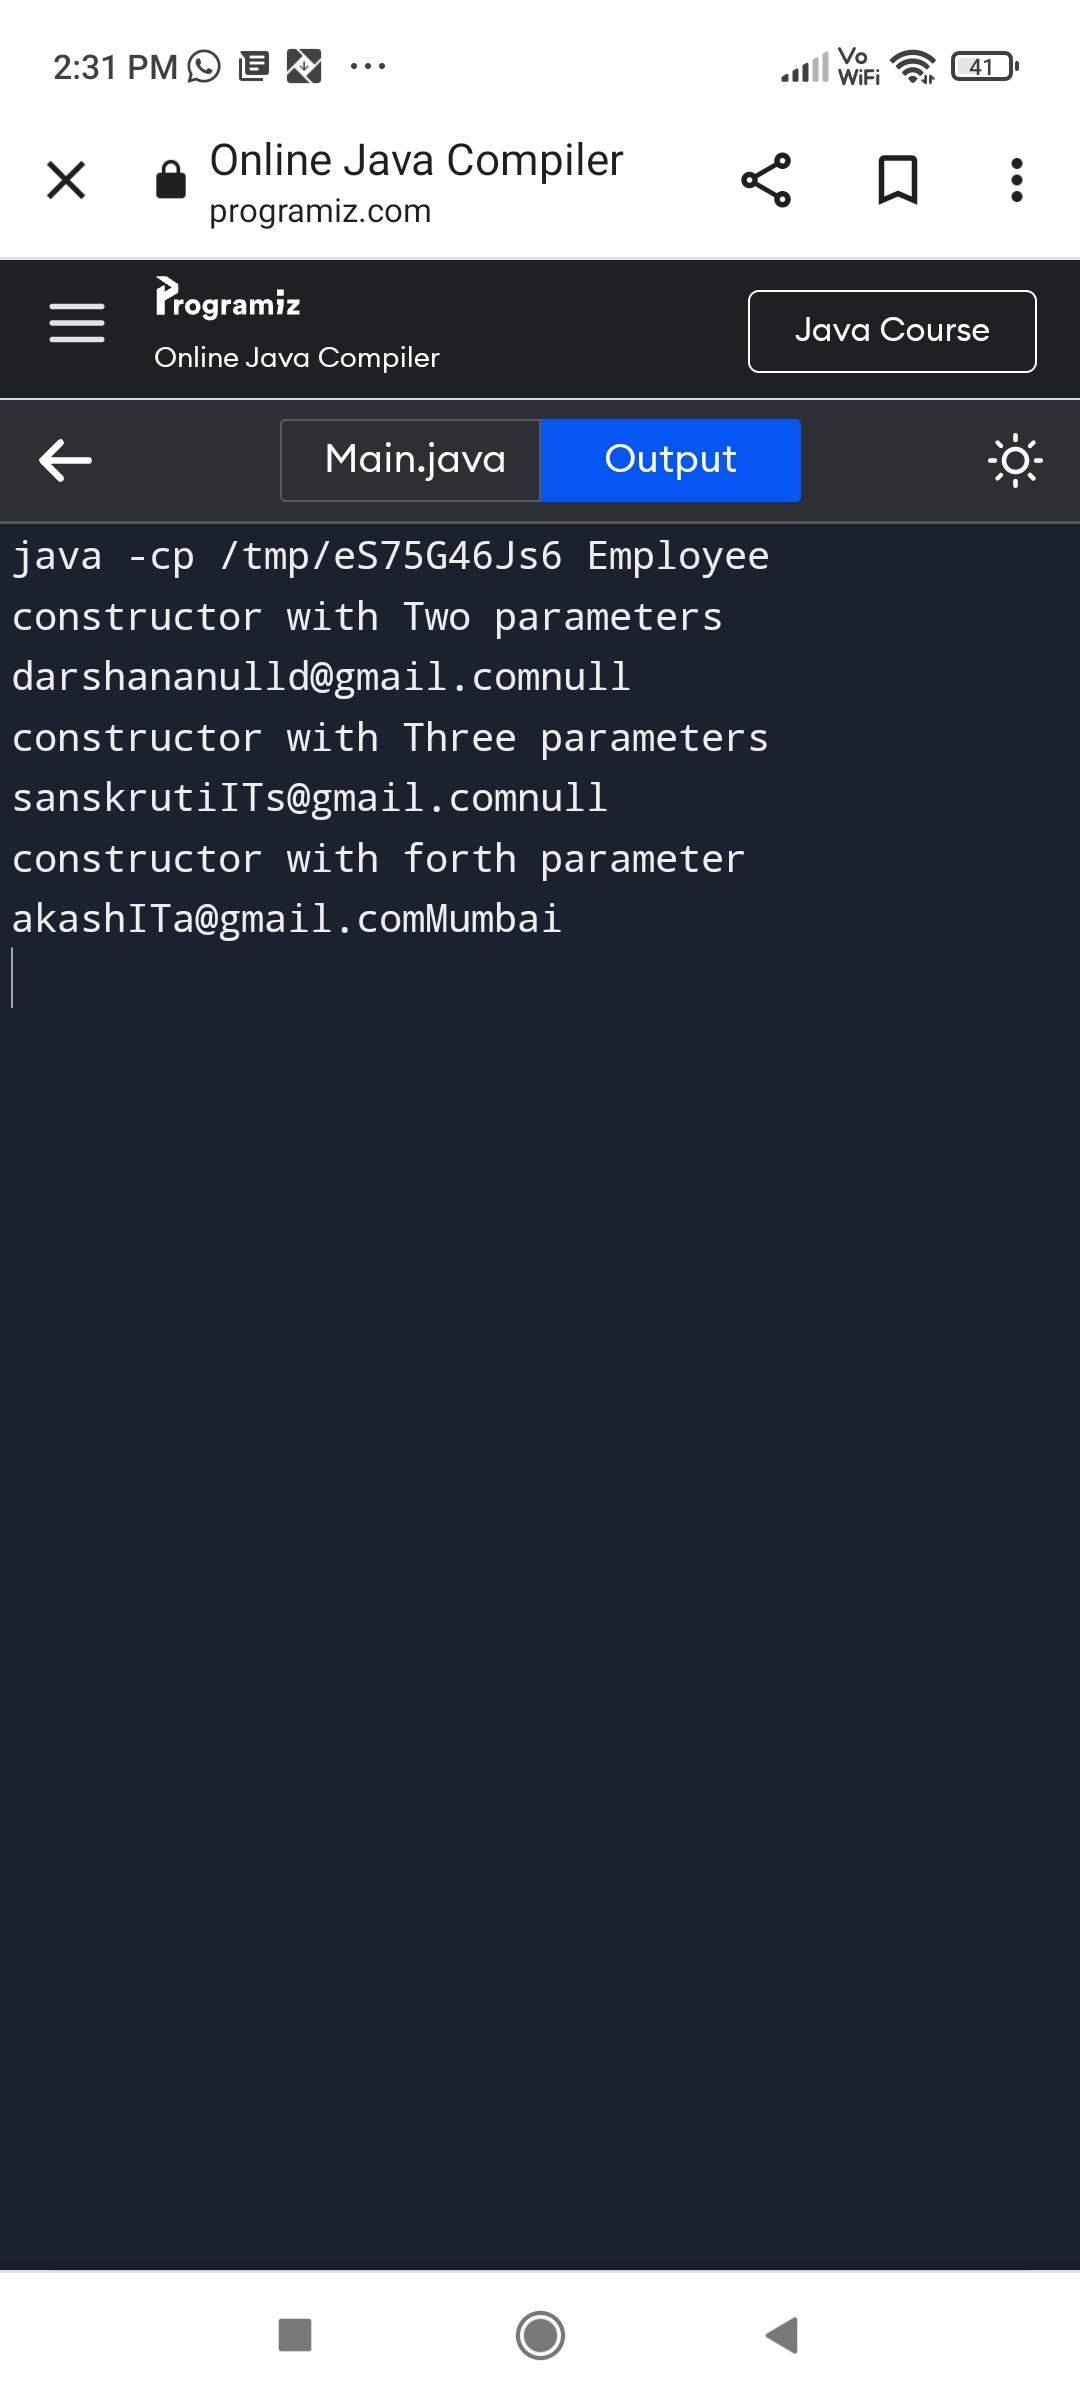 2:31 PM
Vo WiFi
41
Online Java Compiler
programiz.com
Programiz
Online Java Compiler
Java Course
Main.java
Output
java -cp /tmp/eS75G46Js6 Employee
constructor with Two parameters
darshananulld@gmail.comnull
constructor with Three parameters
sanskrutiITs@gmail.comnull
constructor with forth parameter
akashITa@gmail.comMumbai